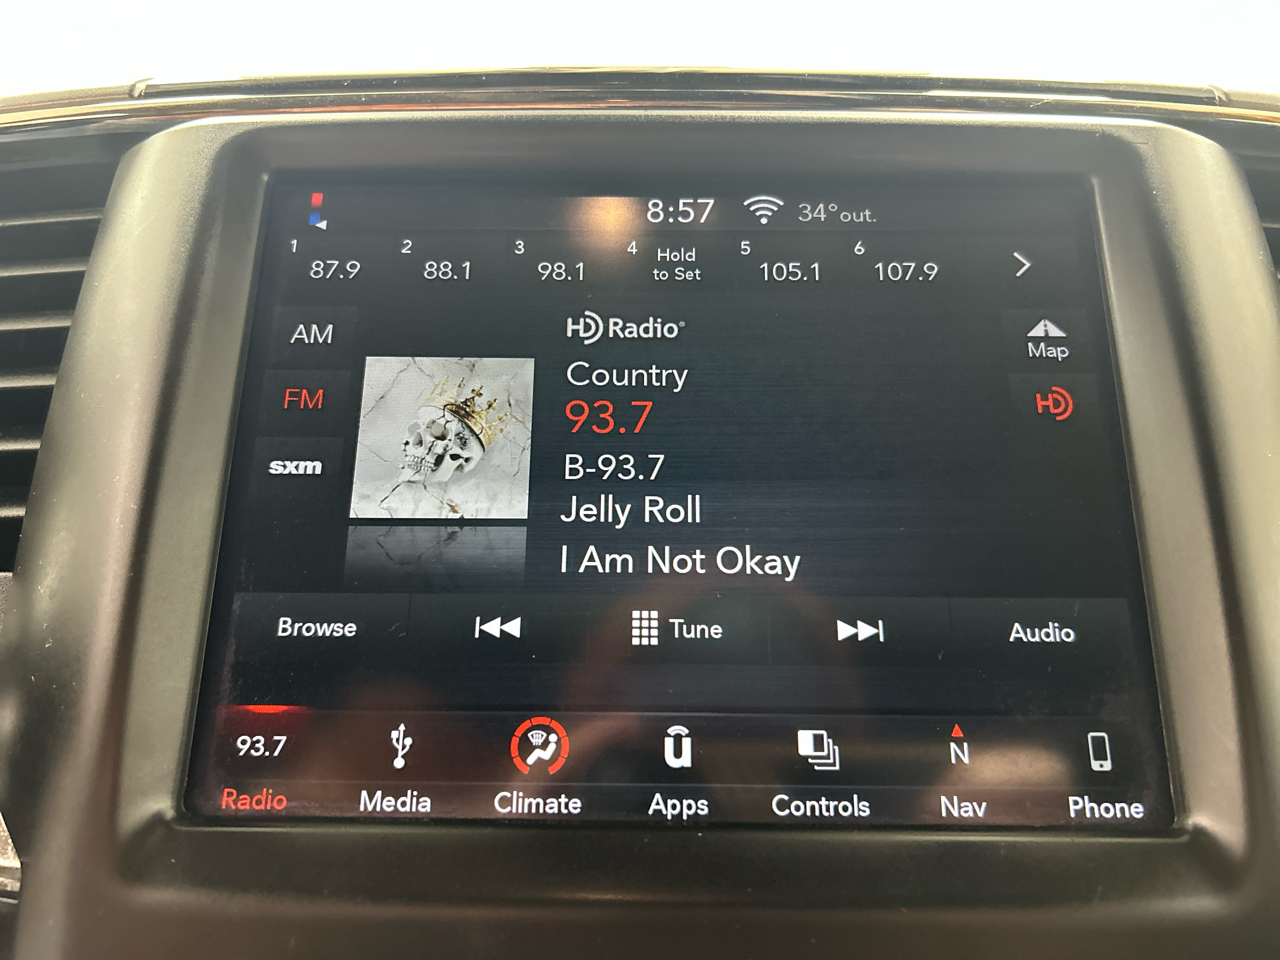 8:57 34° out.
1 87.9 2 88.1 3 98.1 4 Hold to Set 5 105.1 6 107.9
AM
HD Radio®
Map
Country
FM
93.7
HD
sxm
B-93.7
Jelly Roll
I Am Not Okay
Browse Tune Audio
93.7 N
Radio Media Climate Apps Controls Nav Phone